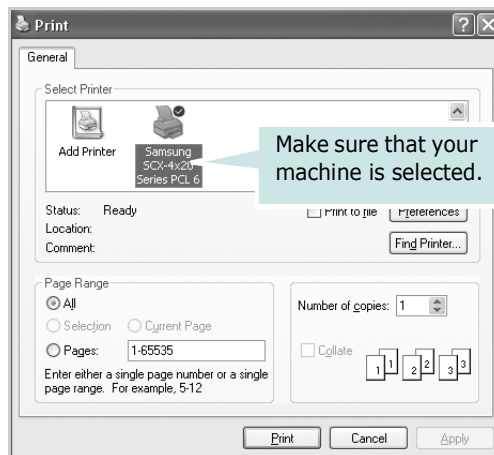 Print
General
Select Printer
Add Printer
Samsung
SCX-4x20
Series PCL 6
Make sure that your
machine is selected.
Status: Ready
Location:
Comment:
Print to file
Preferences
Find Printer...
Page Range
All
Selection
Current Page
Pages: 1-65535
Enter either a single page number or a single
page range. For example, 5-12
Number of copies: 1
Collate
1 1 2 2 3 3
Print
Cancel
Apply